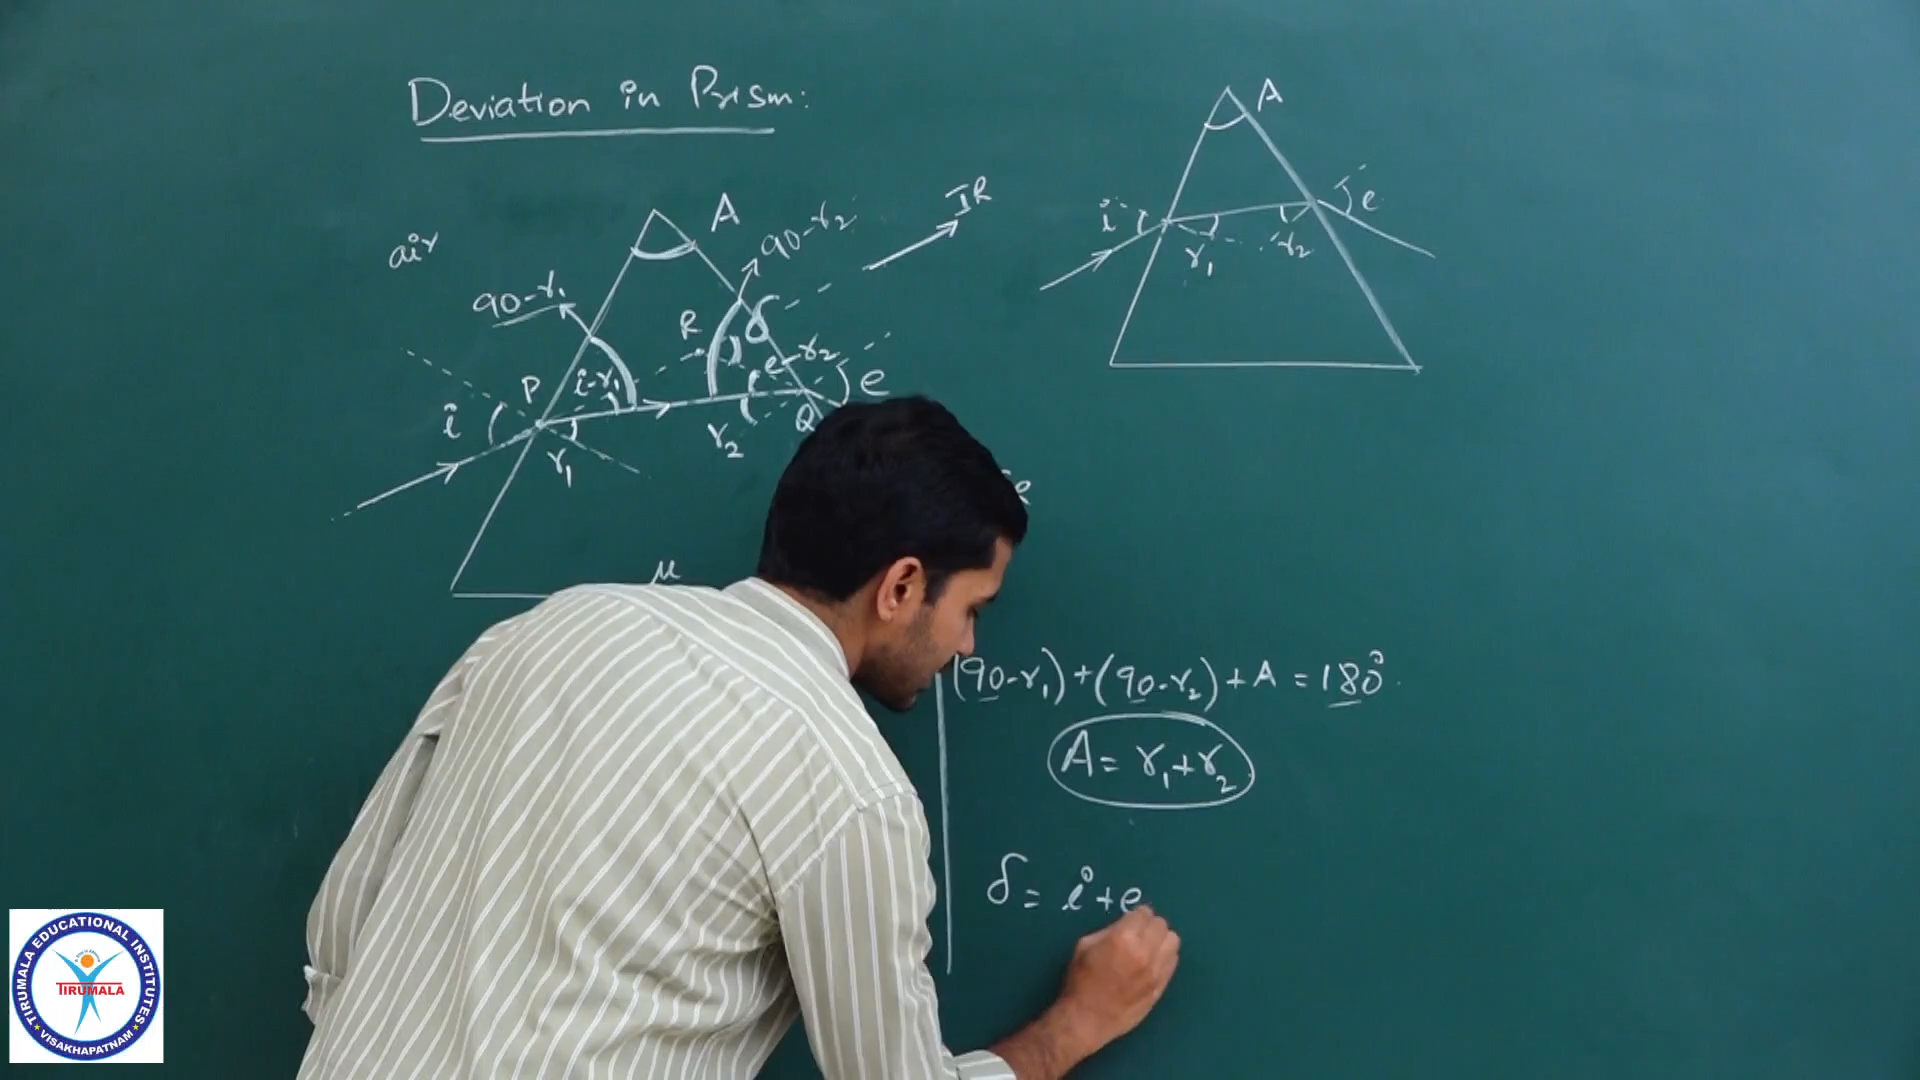 Deviation in Prism:
A
air
90-r₁
90-r₂
IR
R
δ
P
i-r₁
e-r₂
i
e
r₁
r₂
Q
μ
A
i
e
r₁
r₂
(90-r₁)+(90-r₂)+A=180°
A=r₁+r₂
δ=i+e
TIRUMALA EDUCATIONAL INSTITUTES
TIRUMALA
★ VISAKHAPATNAM ★